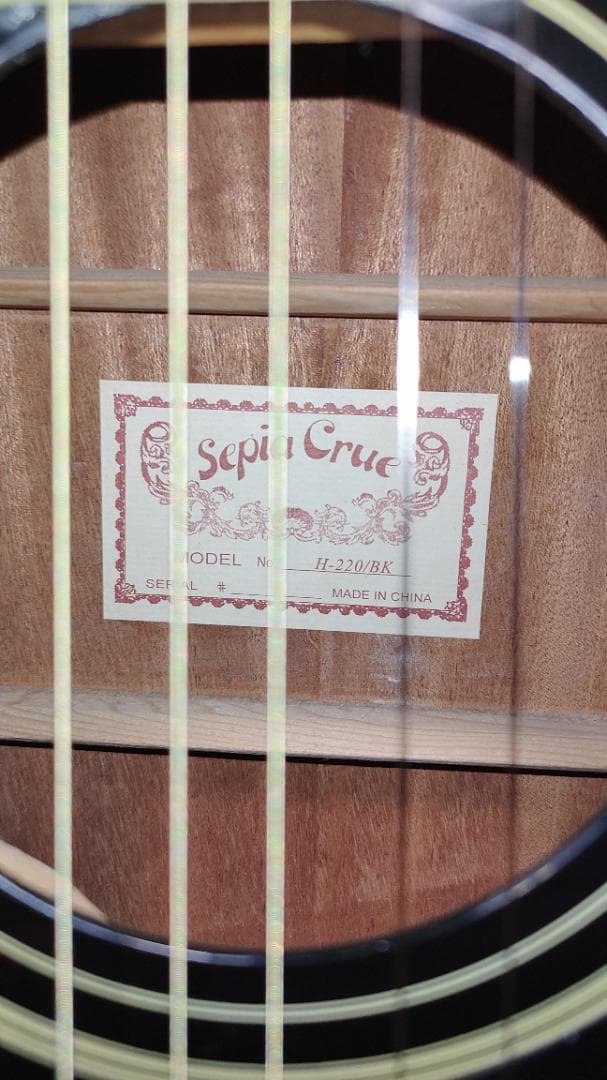 Sepia Crue
MODEL No. H-220/BK
SERIAL #
MADE IN CHINA